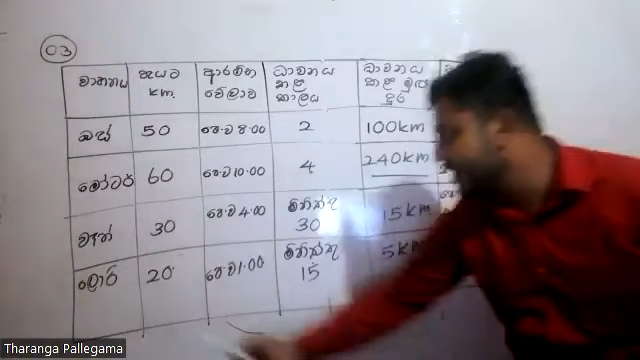 03
වාහනය
පැයට
km.
ආරම්භ
වේලාව
ධාවනය
කළ
කාලය
ධාවනය
කළ මුළු
දුර
බස්
50
පෙ.ව 8.00
2
100km
මෝටර්
60
පෙ.ව 10.00
4
240km
වෑන්
30
පෙ.ව 4.00
මිනිත්තු
30
15km
ලොරි
20
පෙ.ව 1.00
මිනිත්තු
15
5km
Tharanga Pallegama